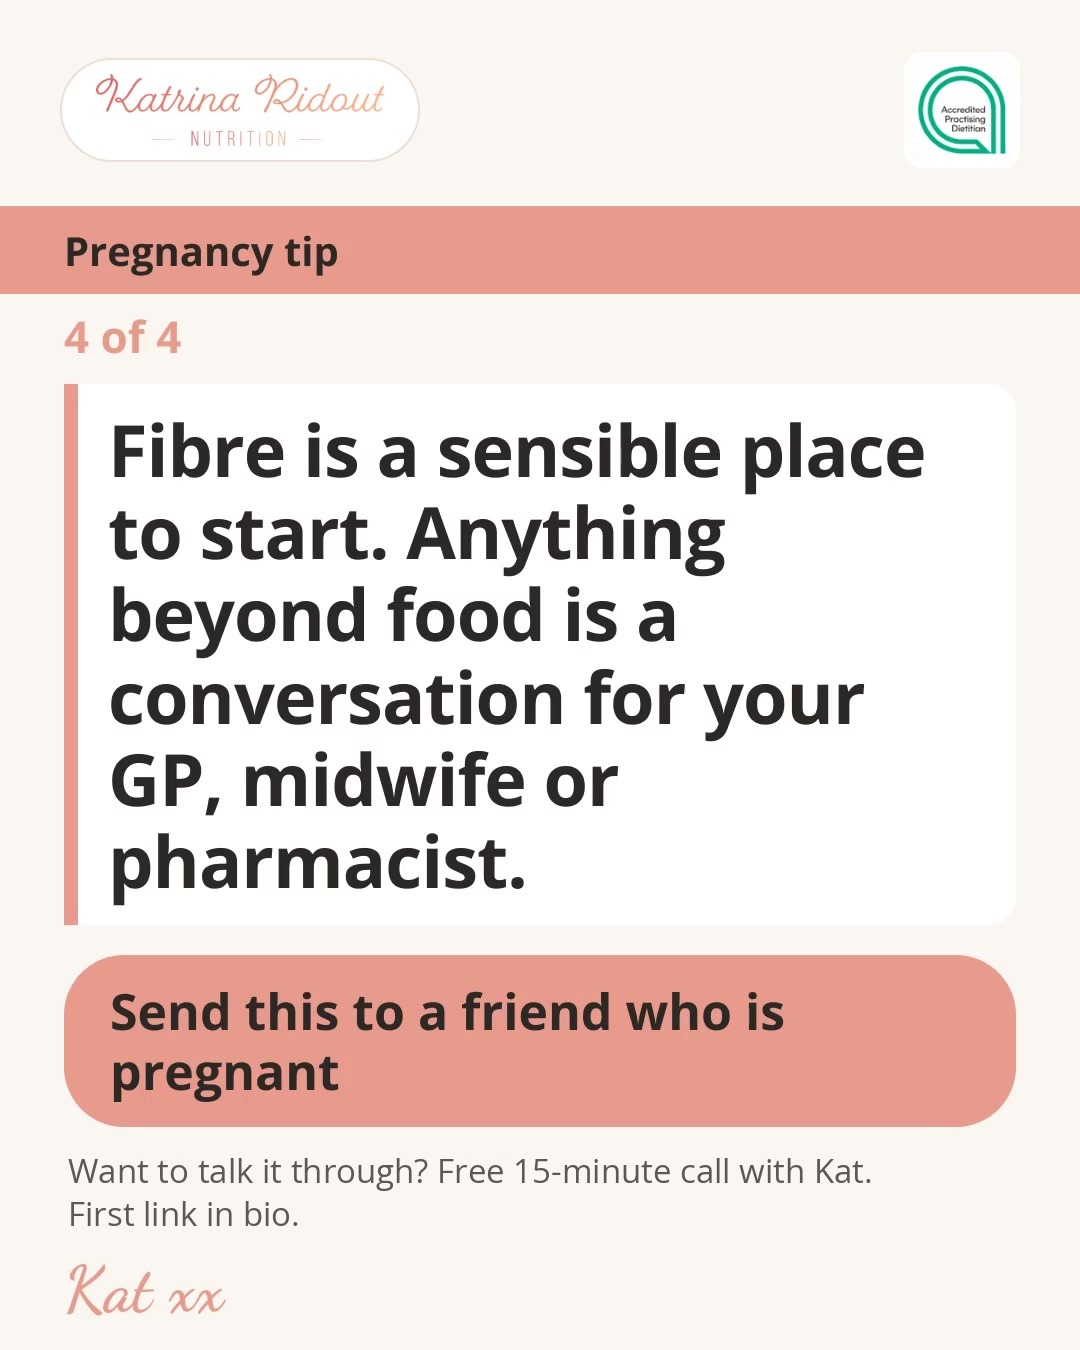 Katrina Ridout
NUTRITION
Accredited
Practising
Dietitian
Pregnancy tip
4 of 4
Fibre is a sensible place
to start. Anything
beyond food is a
conversation for your
GP, midwife or
pharmacist.
Send this to a friend who is
pregnant
Want to talk it through? Free 15-minute call with Kat.
First link in bio.
Kat xx